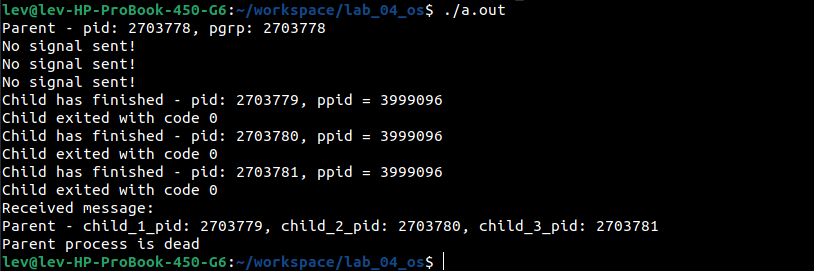 lev@lev-HP-ProBook-450-G6:~/workspace/lab_04_os$ ./a.out
Parent - pid: 2703778, pgrp: 2703778
No signal sent!
No signal sent!
No signal sent!
Child has finished - pid: 2703779, ppid = 3999096
Child exited with code 0
Child has finished - pid: 2703780, ppid = 3999096
Child exited with code 0
Child has finished - pid: 2703781, ppid = 3999096
Child exited with code 0
Received message:
Parent - child_1_pid: 2703779, child_2_pid: 2703780, child_3_pid: 2703781
Parent process is dead
lev@lev-HP-ProBook-450-G6:~/workspace/lab_04_os$